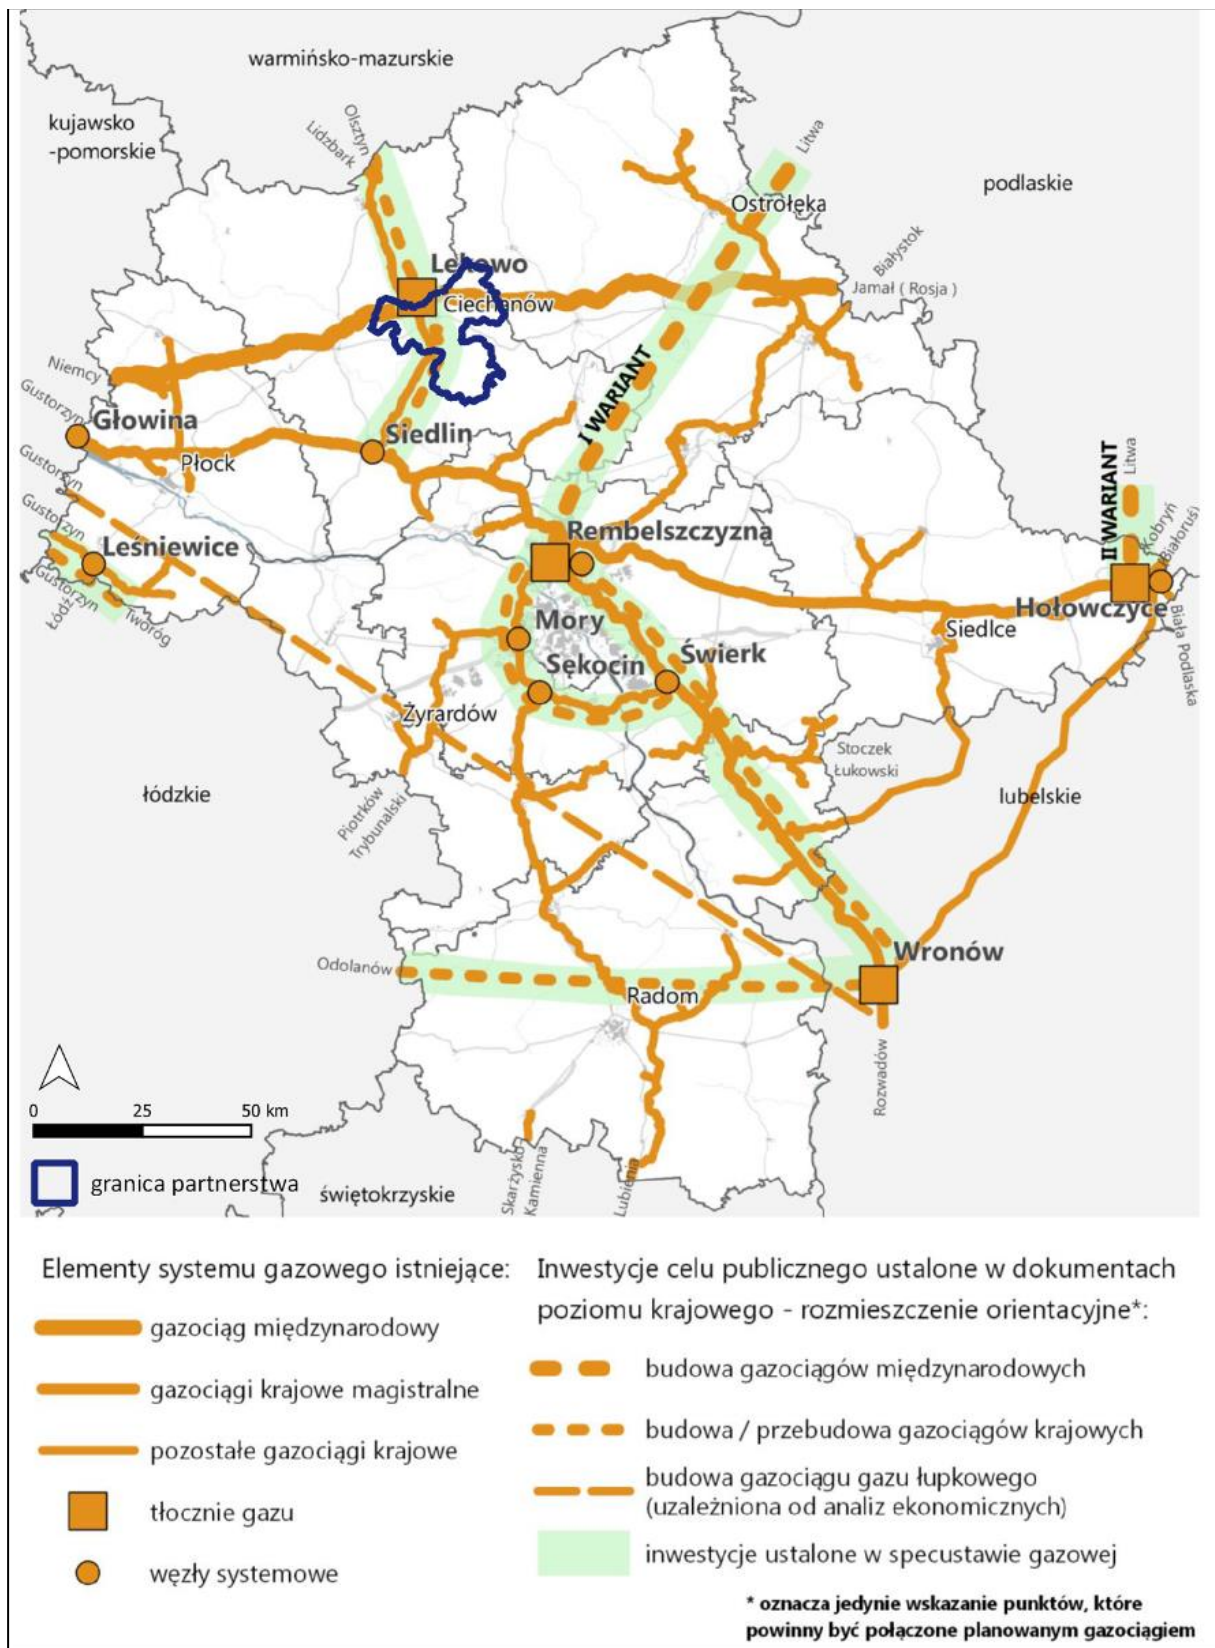 warmińsko-mazurskie
kujawsko
-pomorskie
Olsztyn
Lidzbark
Litwa
podlaskie
Ostrołęka
Białystok
Lekowo
Jamał ( Rosja )
Ciechanów
Niemcy
I WARIANT
Gustorzyn
Głowina
Siedlin
Płock
Gustorzyn
II WARIANT
Litwa
Gustorzyn
Kobryń
(Białoruś)
Leśniewice
Rembelszczyzna
Gustorzyn
Łódź
Tworóg
Hołowczyce
Mory
Siedlce
Biała Podlaska
Sękocin
Świerk
Żyrardów
Stoczek
Łukowski
łódzkie
Piotrków
Trybunalski
lubelskie
Wronów
Odolanów
Radom
Rozwadów
0 25 50 km
granica partnerstwa
świętokrzyskie
Skarżysko-
Kamienna
Lubienia
Elementy systemu gazowego istniejące:
gazociąg międzynarodowy
gazociągi krajowe magistralne
pozostałe gazociągi krajowe
tłocznie gazu
węzły systemowe
Inwestycje celu publicznego ustalone w dokumentach
poziomu krajowego - rozmieszczenie orientacyjne*:
budowa gazociągów międzynarodowych
budowa / przebudowa gazociągów krajowych
budowa gazociągu gazu łupkowego
(uzależniona od analiz ekonomicznych)
inwestycje ustalone w specustawie gazowej
* oznacza jedynie wskazanie punktów, które
powinny być połączone planowanym gazociągiem